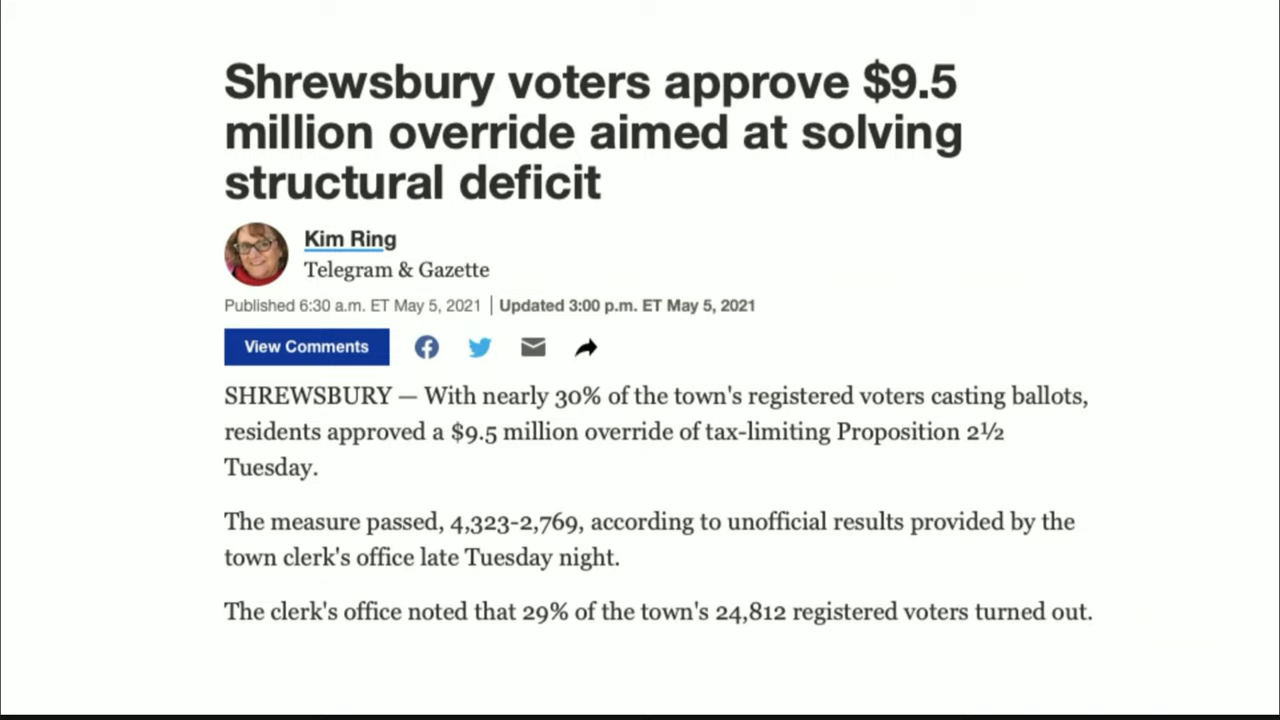 Shrewsbury voters approve $9.5
million override aimed at solving
structural deficit
Kim Ring
Telegram & Gazette
Published 6:30 a.m. ET May 5, 2021 | Updated 3:00 p.m. ET May 5, 2021
View Comments
SHREWSBURY — With nearly 30% of the town's registered voters casting ballots,
residents approved a $9.5 million override of tax-limiting Proposition 2½
Tuesday.
The measure passed, 4,323-2,769, according to unofficial results provided by the
town clerk's office late Tuesday night.
The clerk's office noted that 29% of the town's 24,812 registered voters turned out.